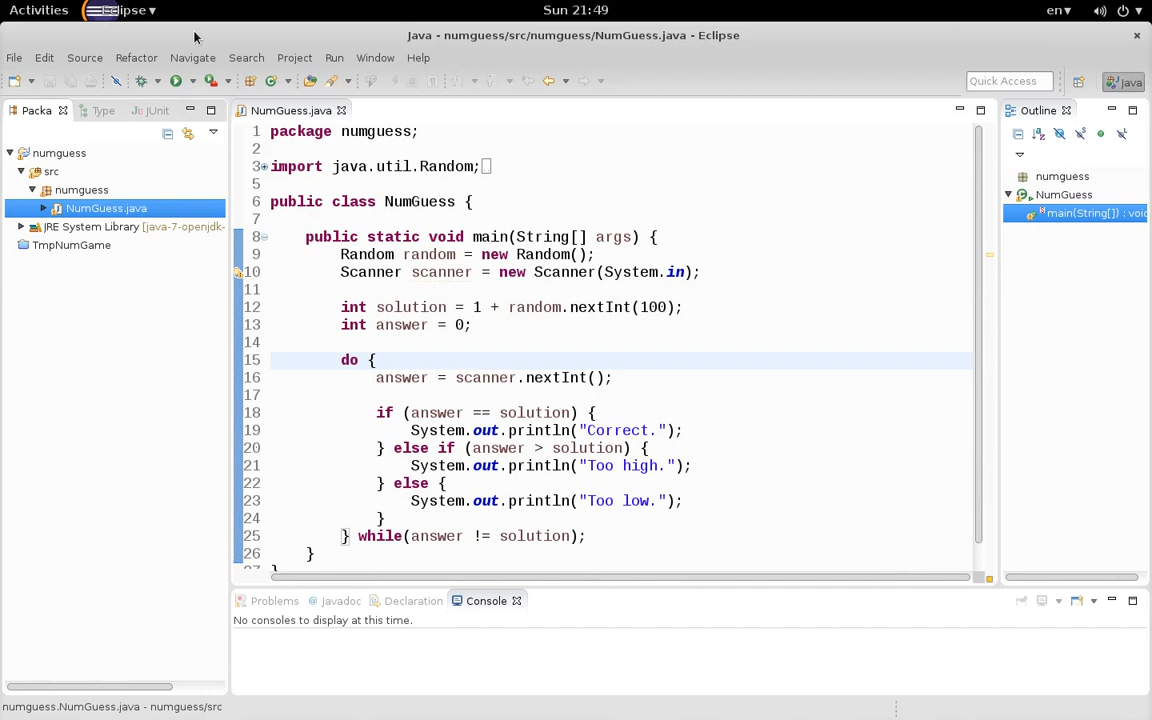 Activities Eclipse ▾ Sun 21:49 en ▾
Java - numguess/src/numguess/NumGuess.java - Eclipse ×
File Edit Source Refactor Navigate Search Project Run Window Help
Quick Access Java
Packa Type JUnit
numguess
src
numguess
NumGuess.java
JRE System Library [java-7-openjdk-
TmpNumGame
NumGuess.java
1 package numguess;
2
3 import java.util.Random;
5
6 public class NumGuess {
7
8 public static void main(String[] args) {
9 Random random = new Random();
10 Scanner scanner = new Scanner(System.in);
11
12 int solution = 1 + random.nextInt(100);
13 int answer = 0;
14
15 do {
16 answer = scanner.nextInt();
17
18 if (answer == solution) {
19 System.out.println("Correct.");
20 } else if (answer > solution) {
21 System.out.println("Too high.");
22 } else {
23 System.out.println("Too low.");
24 }
25 } while(answer != solution);
26 }
27 }
Outline
numguess
NumGuess
main(String[]) : void
Problems Javadoc Declaration Console
No consoles to display at this time.
numguess.NumGuess.java - numguess/src